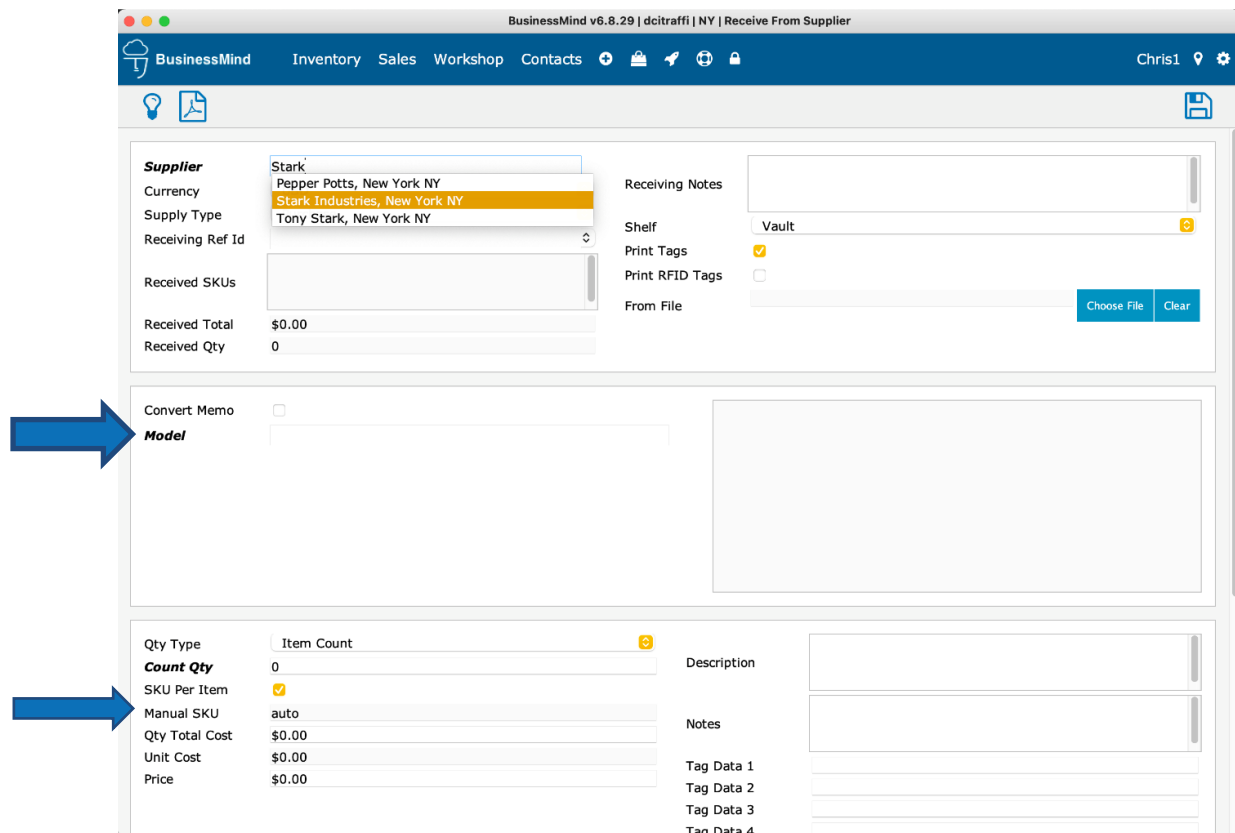 BusinessMind v6.8.29 | dcitraffi | NY | Receive From Supplier
BusinessMind Inventory Sales Workshop Contacts Chris1
Supplier Stark
Pepper Potts, New York NY
Stark Industries, New York NY
Tony Stark, New York NY
Currency
Supply Type
Receiving Ref Id
Received SKUs
Received Total $0.00
Received Qty 0
Receiving Notes
Shelf Vault
Print Tags
Print RFID Tags
From File Choose File Clear
Convert Memo
Model
Qty Type Item Count
Count Qty 0
SKU Per Item
Manual SKU auto
Qty Total Cost $0.00
Unit Cost $0.00
Price $0.00
Description
Notes
Tag Data 1
Tag Data 2
Tag Data 3
Tag Data 4